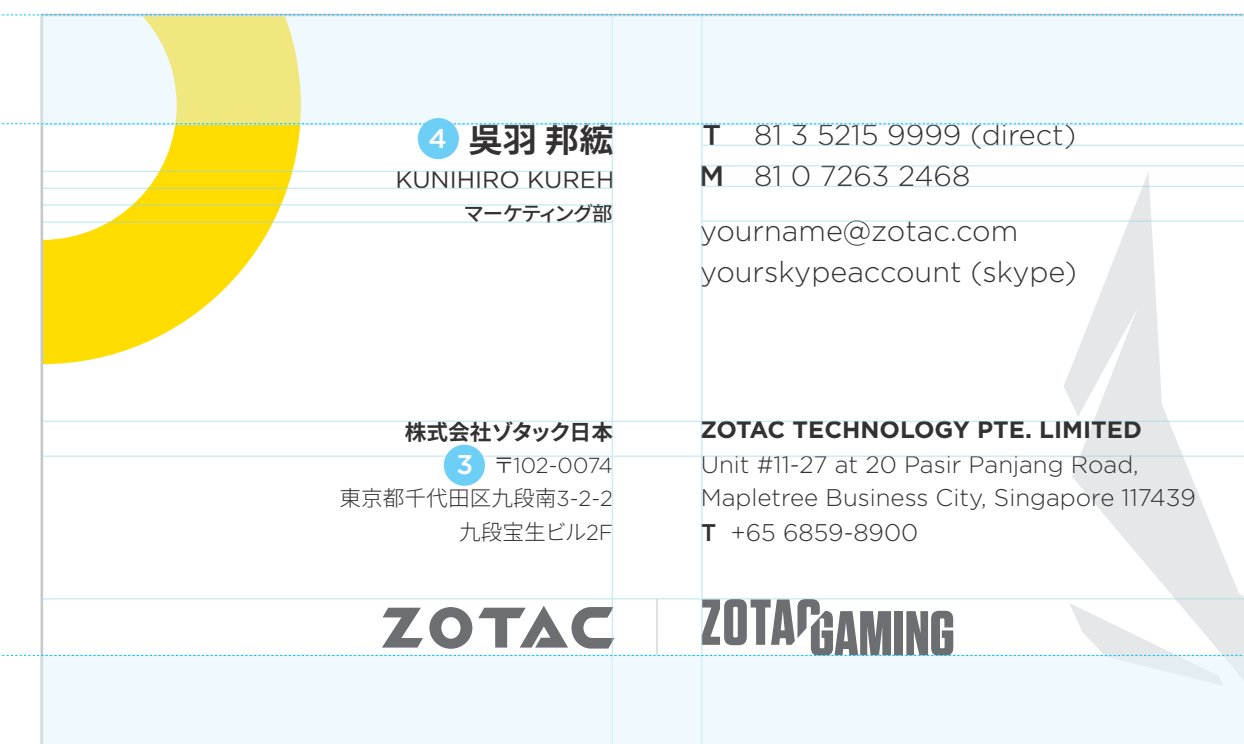 4 呉羽 邦紘
KUNIHIRO KUREH
マーケティング部
T 81 3 5215 9999 (direct)
M 81 0 7263 2468
yourname@zotac.com
yourskypeaccount (skype)
株式会社ゾタック日本
3 〒102-0074
東京都千代田区九段南3-2-2
九段宝生ビル2F
ZOTAC TECHNOLOGY PTE. LIMITED
Unit #11-27 at 20 Pasir Panjang Road,
Mapletree Business City, Singapore 117439
T +65 6859-8900
ZOTAC
ZOTAC GAMING